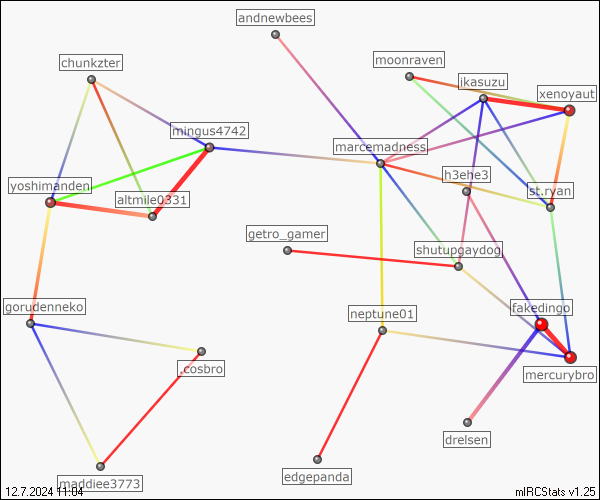 andnewbees
moonraven
chunkzter
ikasuzu
xenoyaut
mingus4742
marcemadness
h3ehe3
yoshimanden
altmile0331
st.ryan
getro_gamer
shutupgaydog
gorudenneko
neptune01
fakedingo
.cosbro
mercurybro
drelsen
edgepanda
maddiee3773
12.7.2024 11:04
mIRCStats v1.25